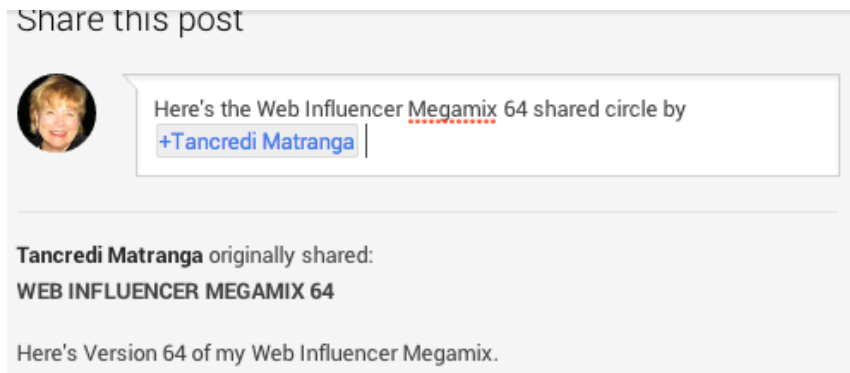 Share this post
Here's the Web Influencer Megamix 64 shared circle by
+Tancredi Matranga
Tancredi Matranga originally shared:
WEB INFLUENCER MEGAMIX 64
Here's Version 64 of my Web Influencer Megamix.